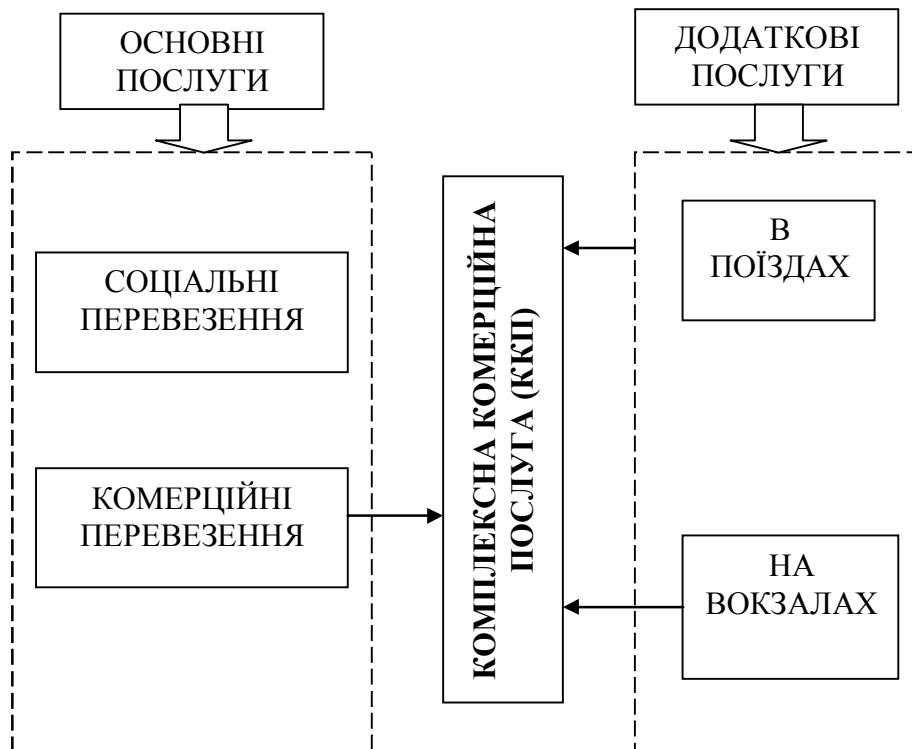 ОСНОВНІ
ПОСЛУГИ
ДОДАТКОВІ
ПОСЛУГИ
СОЦІАЛЬНІ
ПЕРЕВЕЗЕННЯ
КОМЕРЦІЙНІ
ПЕРЕВЕЗЕННЯ
КОМПЛЕКСНА КОМЕРЦІЙНА
ПОСЛУГА (ККП)
В
ПОЇЗДАХ
НА
ВОКЗАЛАХ